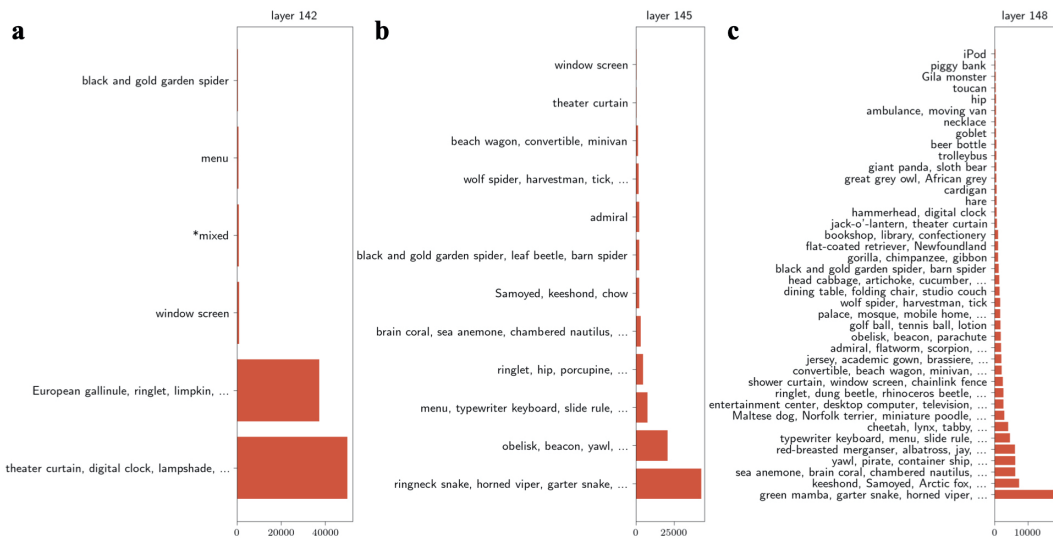 a
layer 142
black and gold garden spider
menu
*mixed
window screen
European gallinule, ringlet, limpkin, ...
theater curtain, digital clock, lampshade, ...
0 20000 40000
b
layer 145
window screen
theater curtain
beach wagon, convertible, minivan
wolf spider, harvestman, tick, ...
admiral
black and gold garden spider, leaf beetle, barn spider
Samoyed, keeshond, chow
brain coral, sea anemone, chambered nautilus, ...
ringlet, hip, porcupine, ...
menu, typewriter keyboard, slide rule, ...
obelisk, beacon, yawl, ...
ringneck snake, horned viper, garter snake, ...
0 25000
c
layer 148
iPod
piggy bank
Gila monster
toucan
hip
ambulance, moving van
necklace
goblet
beer bottle
trolleybus
giant panda, sloth bear
great grey owl, African grey
cardigan
hare
hammerhead, digital clock
jack-o'-lantern, theater curtain
bookshop, library, confectionery
flat-coated retriever, Newfoundland
gorilla, chimpanzee, gibbon
black and gold garden spider, barn spider
head cabbage, artichoke, cucumber, ...
dining table, folding chair, studio couch
wolf spider, harvestman, tick
palace, mosque, mobile home, ...
golf ball, tennis ball, lotion
obelisk, beacon, parachute
admiral, flatworm, scorpion, ...
jersey, academic gown, brassiere, ...
convertible, beach wagon, minivan, ...
shower curtain, window screen, chainlink fence
ringlet, dung beetle, rhinoceros beetle, ...
entertainment center, desktop computer, television, ...
Maltese dog, Norfolk terrier, miniature poodle, ...
cheetah, lynx, tabby, ...
typewriter keyboard, menu, slide rule, ...
red-breasted merganser, albatross, jay, ...
yawl, pirate, container ship, ...
sea anemone, brain coral, chambered nautilus, ...
keeshond, Samoyed, Arctic fox, ...
green mamba, garter snake, horned viper, ...
0 10000